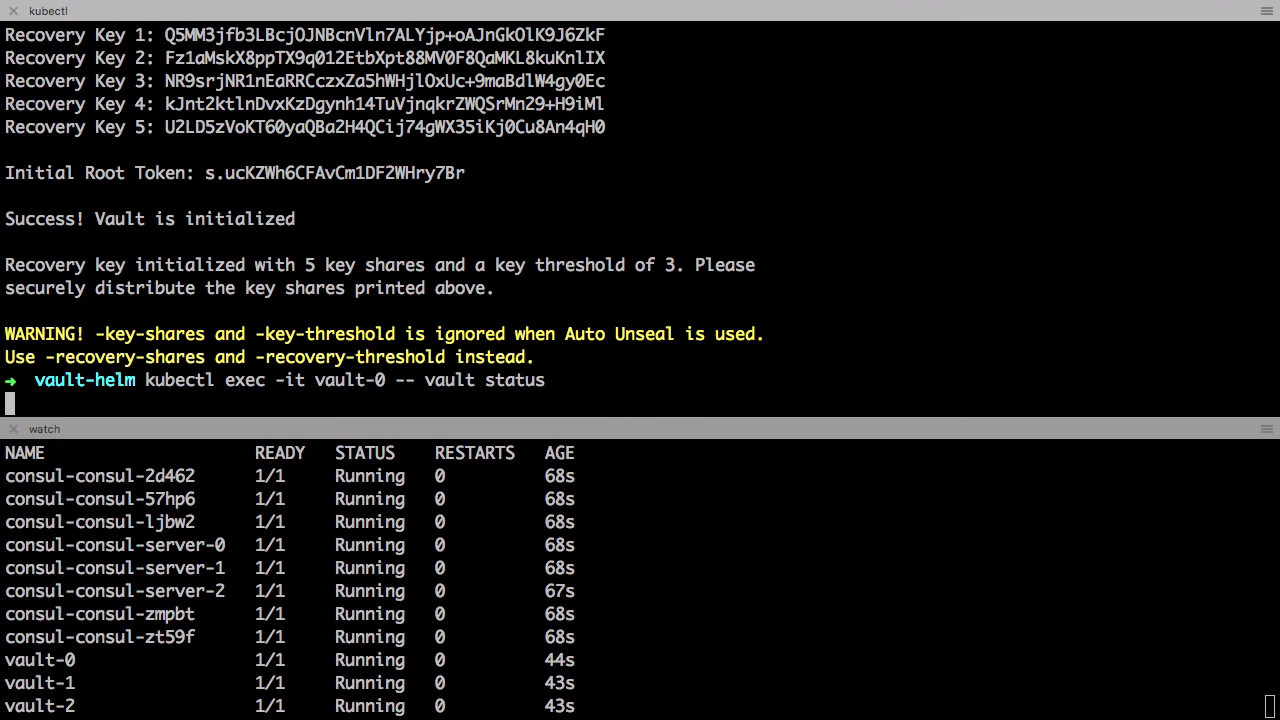 kubectl
Recovery Key 1: Q5MM3jfb3LBcjOJNBcnVln7ALYjp+oAJnGkOlK9J6ZkF
Recovery Key 2: Fz1aMskX8ppTX9q012EtbXpt88MV0F8QaMKL8kuKnlIX
Recovery Key 3: NR9srjNR1nEaRRCczxZa5hWHjlOxUc+9maBdlW4gy0Ec
Recovery Key 4: kJnt2ktlnDvxKzDgynh14TuVjnqkrZWQSrMn29+H9iMl
Recovery Key 5: U2LD5zVoKT60yaQBa2H4QCij74gWX35iKj0Cu8An4qH0
Initial Root Token: s.ucKZWh6CFAvCm1DF2WHry7Br
Success! Vault is initialized
Recovery key initialized with 5 key shares and a key threshold of 3. Please
securely distribute the key shares printed above.
WARNING! -key-shares and -key-threshold is ignored when Auto Unseal is used.
Use -recovery-shares and -recovery-threshold instead.
➜ vault-helm kubectl exec -it vault-0 -- vault status
watch
NAME READY STATUS RESTARTS AGE
consul-consul-2d462 1/1 Running 0 68s
consul-consul-57hp6 1/1 Running 0 68s
consul-consul-ljbw2 1/1 Running 0 68s
consul-consul-server-0 1/1 Running 0 68s
consul-consul-server-1 1/1 Running 0 68s
consul-consul-server-2 1/1 Running 0 67s
consul-consul-zmpbt 1/1 Running 0 68s
consul-consul-zt59f 1/1 Running 0 68s
vault-0 1/1 Running 0 44s
vault-1 1/1 Running 0 43s
vault-2 1/1 Running 0 43s